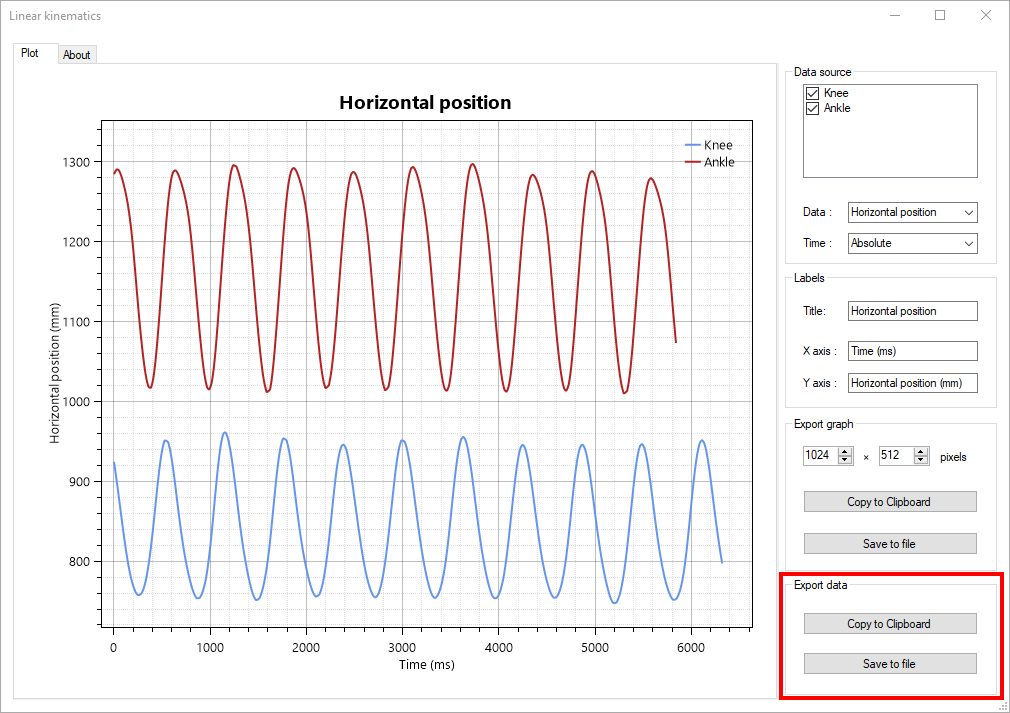 Linear kinematics
Plot
About
Horizontal position
Knee
Ankle
1300
1200
1100
1000
900
800
Horizontal position (mm)
0 1000 2000 3000 4000 5000 6000
Time (ms)
Data source
Knee
Ankle
Data : Horizontal position
Time : Absolute
Labels
Title: Horizontal position
X axis : Time (ms)
Y axis : Horizontal position (mm)
Export graph
1024 × 512 pixels
Copy to Clipboard
Save to file
Export data
Copy to Clipboard
Save to file